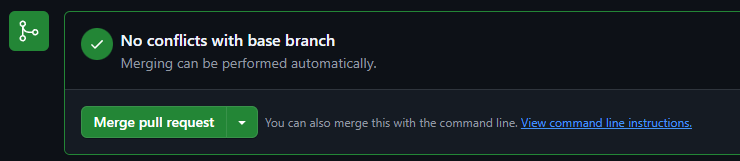 No conflicts with base branch
Merging can be performed automatically.
Merge pull request You can also merge this with the command line. View command line instructions.